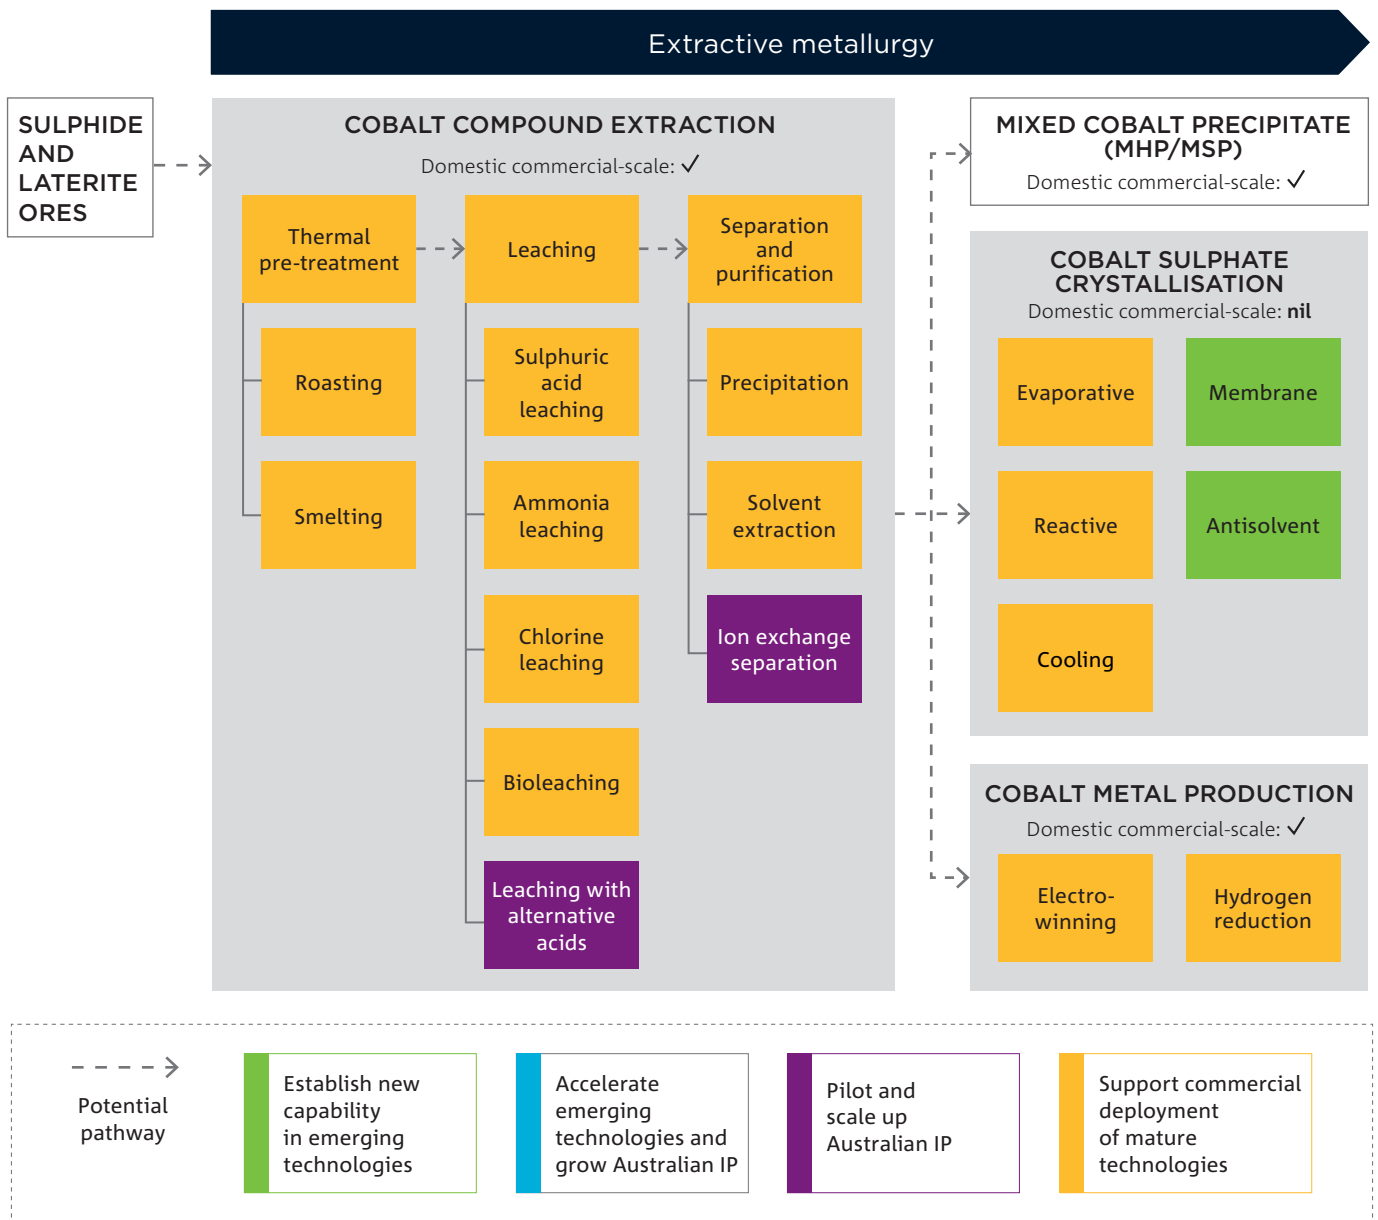 Extractive metallurgy
SULPHIDE
AND
LATERITE
ORES
COBALT COMPOUND EXTRACTION
Domestic commercial-scale: ✓
Thermal
pre-treatment
Roasting
Smelting
Leaching
Sulphuric
acid
leaching
Ammonia
leaching
Chlorine
leaching
Bioleaching
Leaching with
alternative
acids
Separation
and
purification
Precipitation
Solvent
extraction
Ion exchange
separation
MIXED COBALT PRECIPITATE
(MHP/MSP)
Domestic commercial-scale: ✓
COBALT SULPHATE
CRYSTALLISATION
Domestic commercial-scale: nil
Evaporative
Membrane
Reactive
Antisolvent
Cooling
COBALT METAL PRODUCTION
Domestic commercial-scale: ✓
Electro-
winning
Hydrogen
reduction
Potential
pathway
Establish new
capability
in emerging
technologies
Accelerate
emerging
technologies and
grow Australian IP
Pilot and
scale up
Australian IP
Support commercial
deployment
of mature
technologies